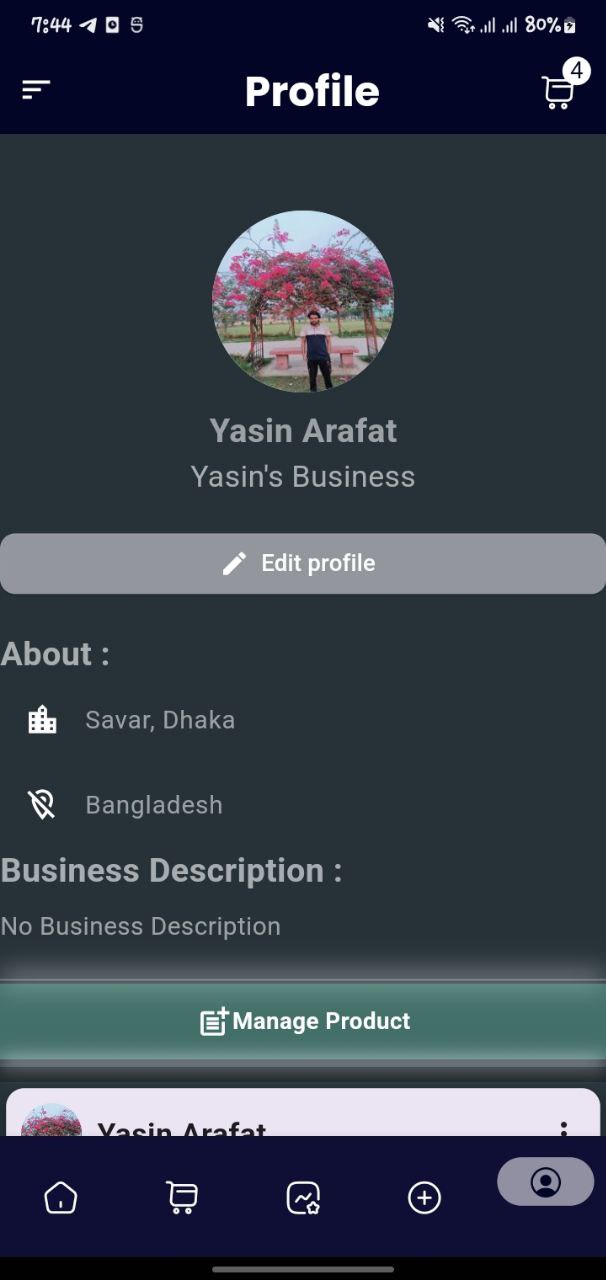 7:44
80%
Profile
4
Yasin Arafat
Yasin's Business
Edit profile
About :
Savar, Dhaka
Bangladesh
Business Description :
No Business Description
Manage Product
Yasin Arafat